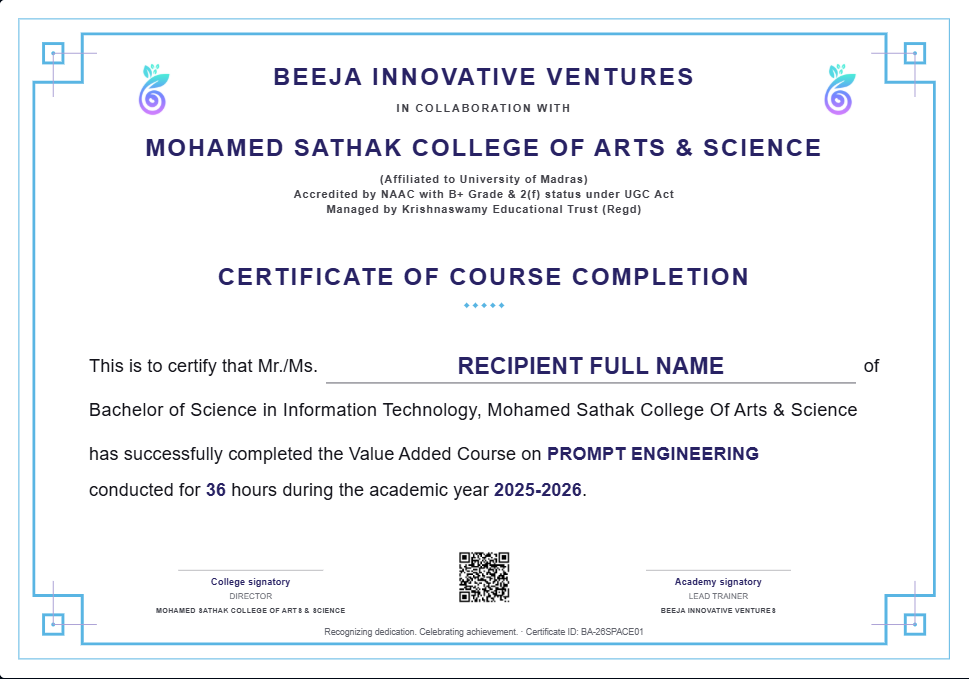 BEEJA INNOVATIVE VENTURES
IN COLLABORATION WITH
MOHAMED SATHAK COLLEGE OF ARTS & SCIENCE
(Affiliated to University of Madras)
Accredited by NAAC with B+ Grade & 2(f) status under UGC Act
Managed by Krishnaswamy Educational Trust (Regd)
CERTIFICATE OF COURSE COMPLETION
This is to certify that Mr./Ms. RECIPIENT FULL NAME of
Bachelor of Science in Information Technology, Mohamed Sathak College Of Arts & Science
has successfully completed the Value Added Course on PROMPT ENGINEERING
conducted for 36 hours during the academic year 2025-2026.
College signatory
DIRECTOR
MOHAMED SATHAK COLLEGE OF ARTS & SCIENCE
Academy signatory
LEAD TRAINER
BEEJA INNOVATIVE VENTURES
Recognizing dedication. Celebrating achievement. · Certificate ID: BA-26SPACE01